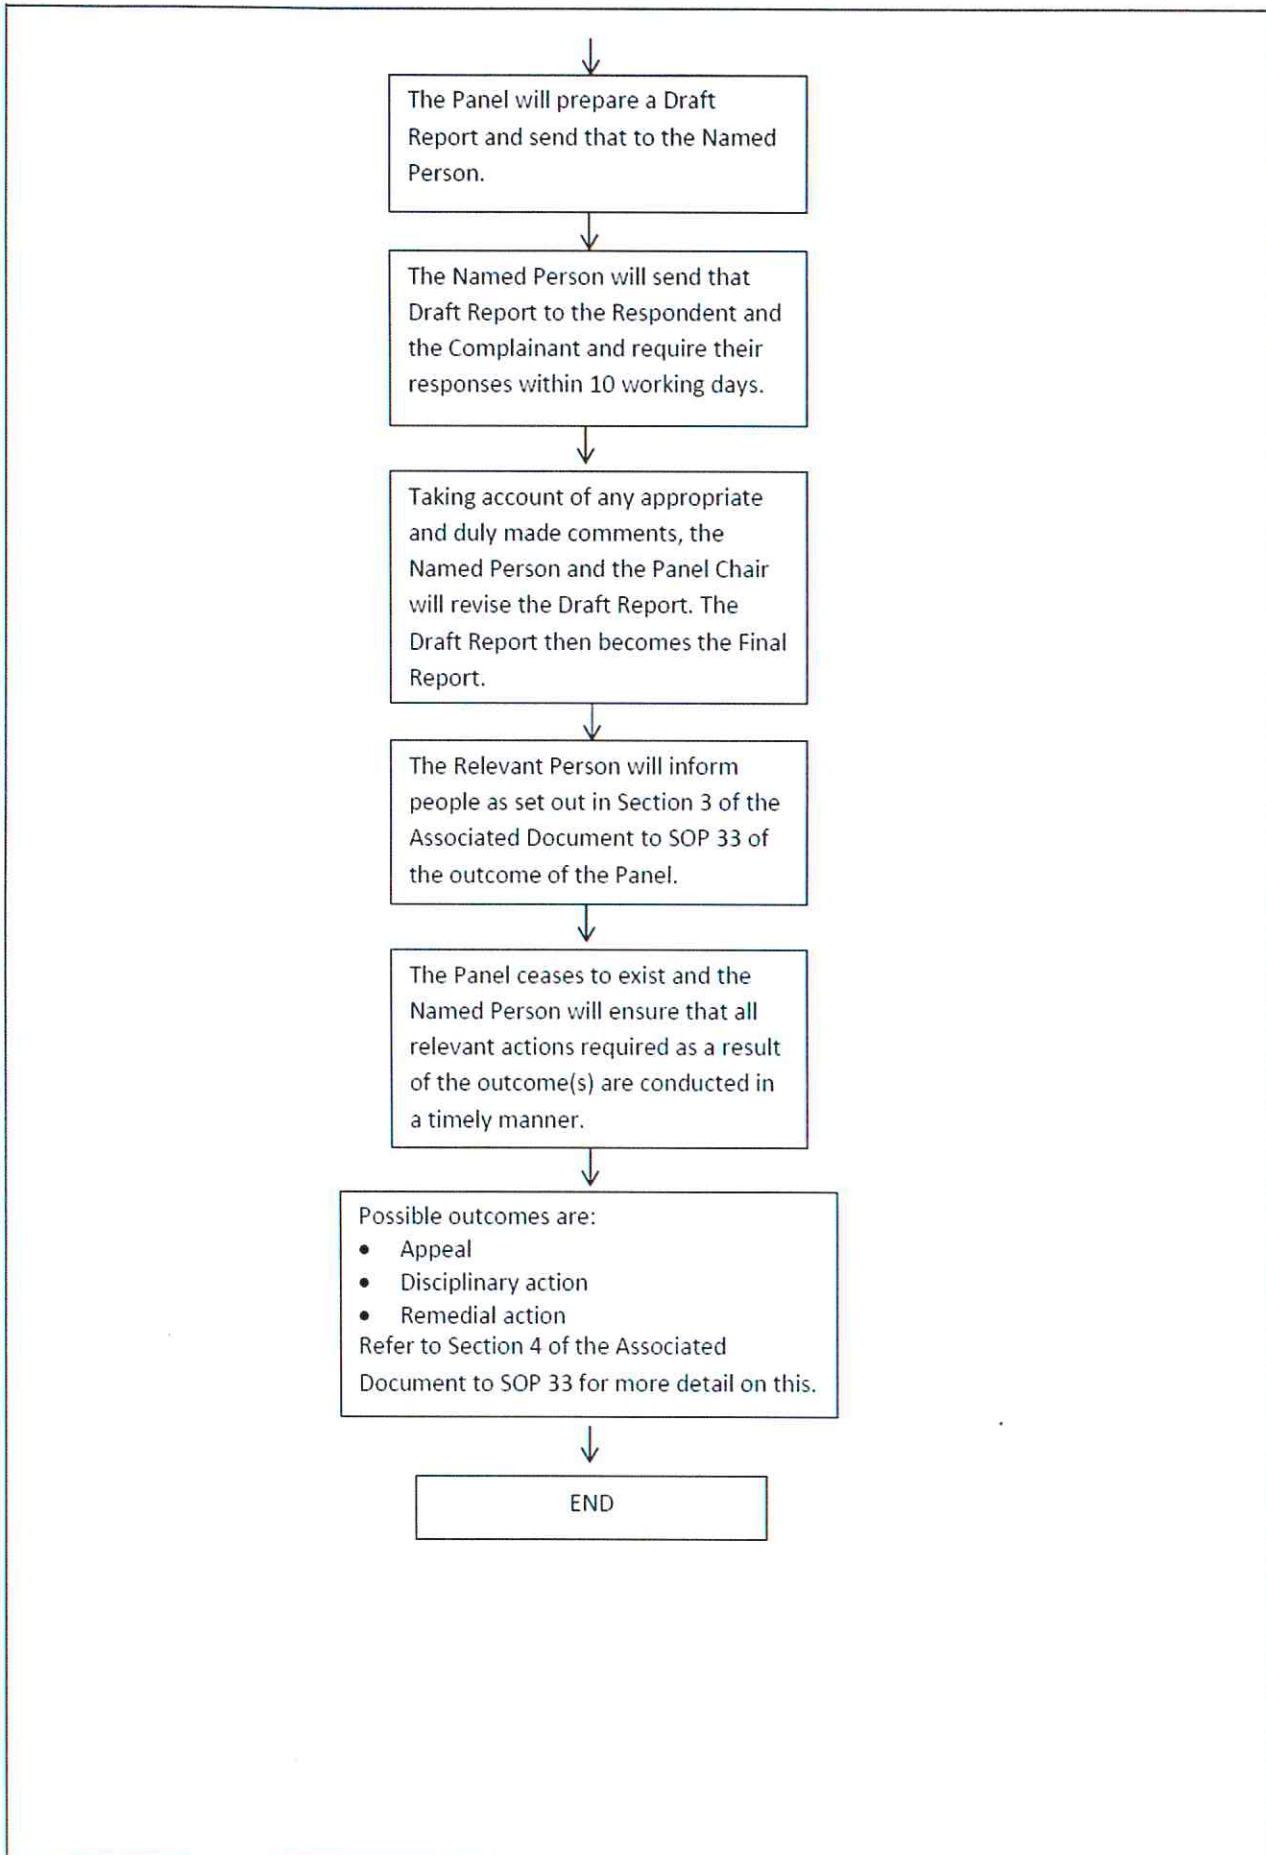 The Panel will prepare a Draft
Report and send that to the Named
Person.
The Named Person will send that
Draft Report to the Respondent and
the Complainant and require their
responses within 10 working days.
Taking account of any appropriate
and duly made comments, the
Named Person and the Panel Chair
will revise the Draft Report. The
Draft Report then becomes the Final
Report.
The Relevant Person will inform
people as set out in Section 3 of the
Associated Document to SOP 33 of
the outcome of the Panel.
The Panel ceases to exist and the
Named Person will ensure that all
relevant actions required as a result
of the outcome(s) are conducted in
a timely manner.
Possible outcomes are:
• Appeal
• Disciplinary action
• Remedial action
Refer to Section 4 of the Associated
Document to SOP 33 for more detail on this.
END